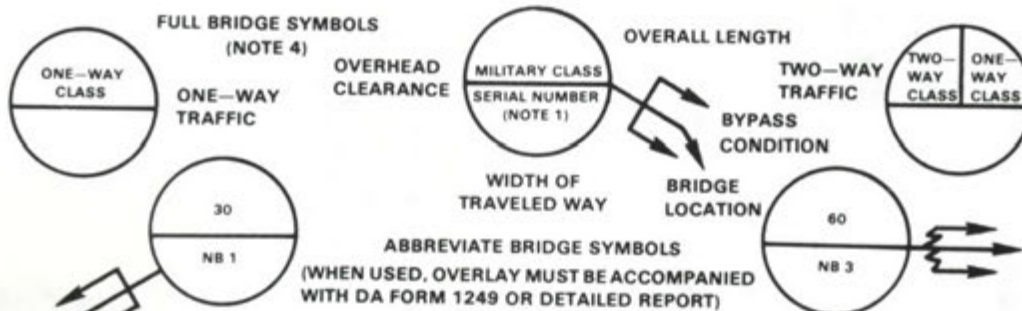 FULL BRIDGE SYMBOLS
(NOTE 4)
ONE—WAY
CLASS
ONE—WAY
TRAFFIC
OVERHEAD
CLEARANCE
MILITARY CLASS
SERIAL NUMBER
(NOTE 1)
OVERALL LENGTH
BYPASS
CONDITION
BRIDGE
LOCATION
WIDTH OF
TRAVELED WAY
TWO—WAY
TRAFFIC
TWO—
WAY
CLASS
ONE—
WAY
CLASS
30
NB 1
ABBREVIATE BRIDGE SYMBOLS
(WHEN USED, OVERLAY MUST BE ACCOMPANIED
WITH DA FORM 1249 OR DETAILED REPORT)
60
NB 3